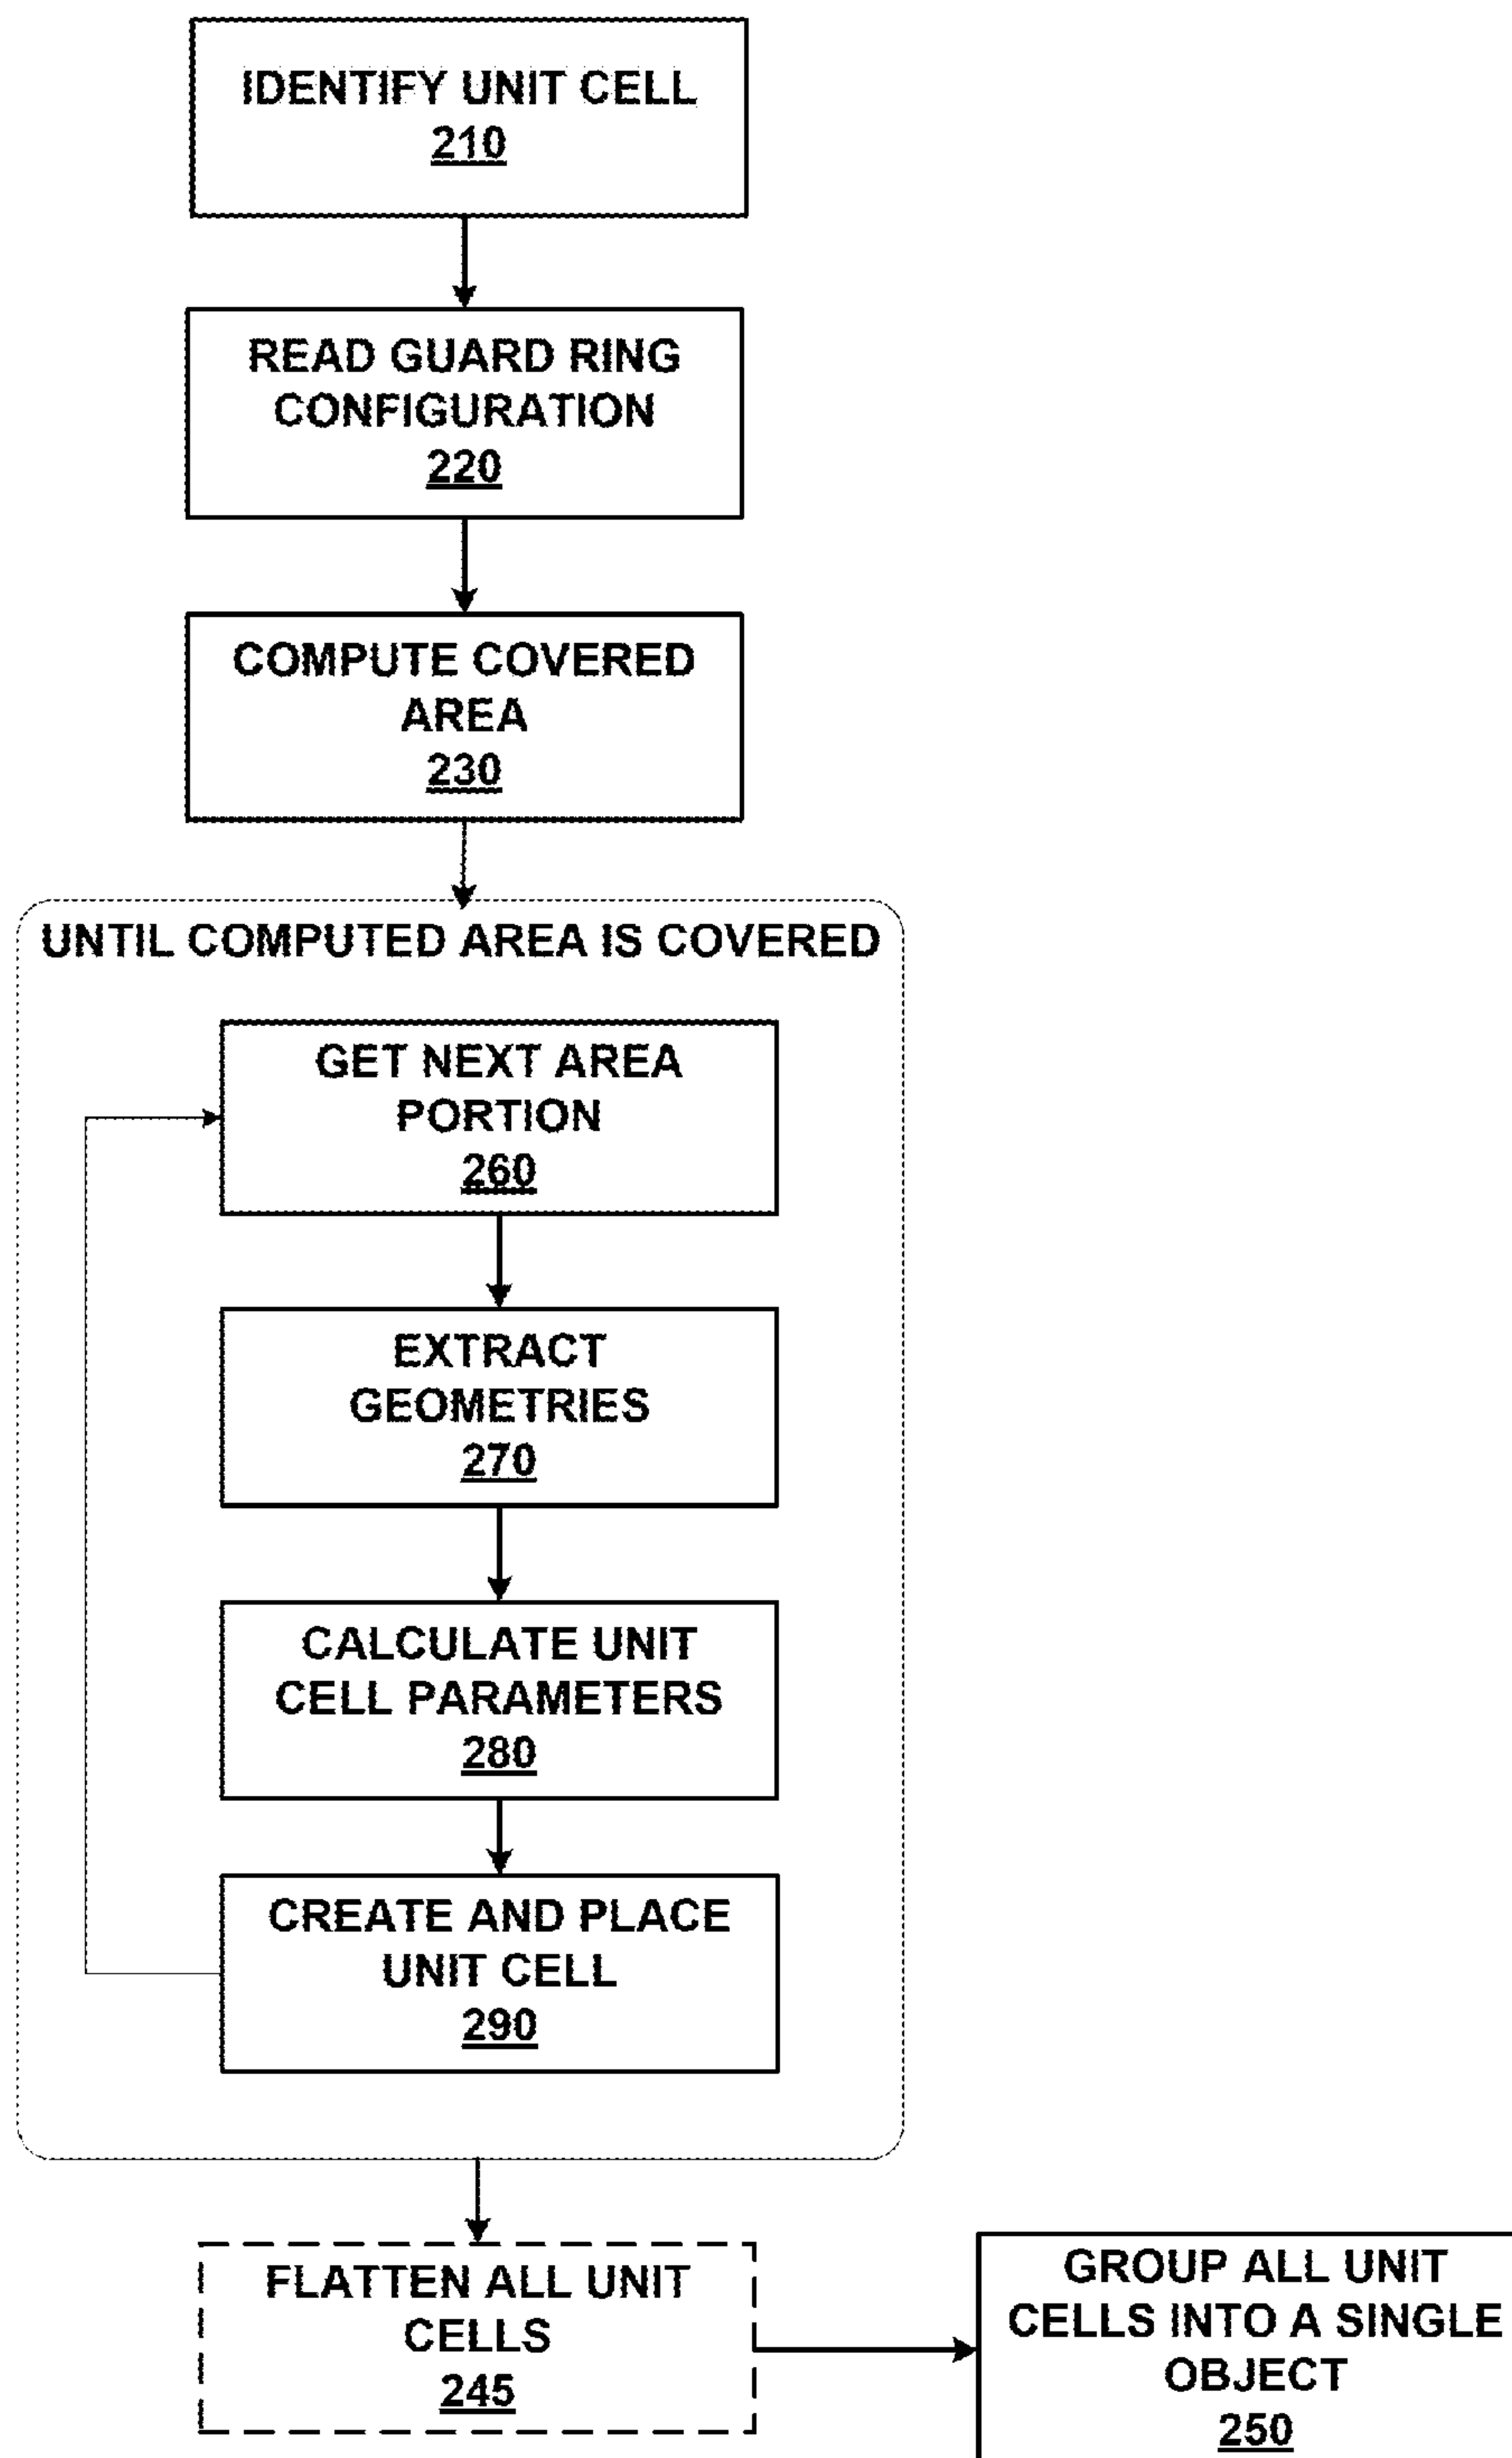 IDENTIFY UNIT CELL
210
READ GUARD RING
CONFIGURATION
220
COMPUTE COVERED
AREA
230
UNTIL COMPUTED AREA IS COVERED
GET NEXT AREA
PORTION
260
EXTRACT
GEOMETRIES
270
CALCULATE UNIT
CELL PARAMETERS
280
CREATE AND PLACE
UNIT CELL
290
FLATTEN ALL UNIT
CELLS
245
GROUP ALL UNIT
CELLS INTO A SINGLE
OBJECT
250